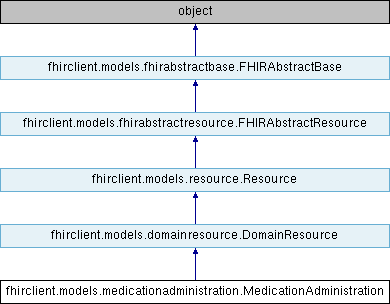 object
fhirclient.models.fhirabstractbase.FHIRAbstractBase
fhirclient.models.fhirabstractresource.FHIRAbstractResource
fhirclient.models.resource.Resource
fhirclient.models.domainresource.DomainResource
fhirclient.models.medicationadministration.MedicationAdministration